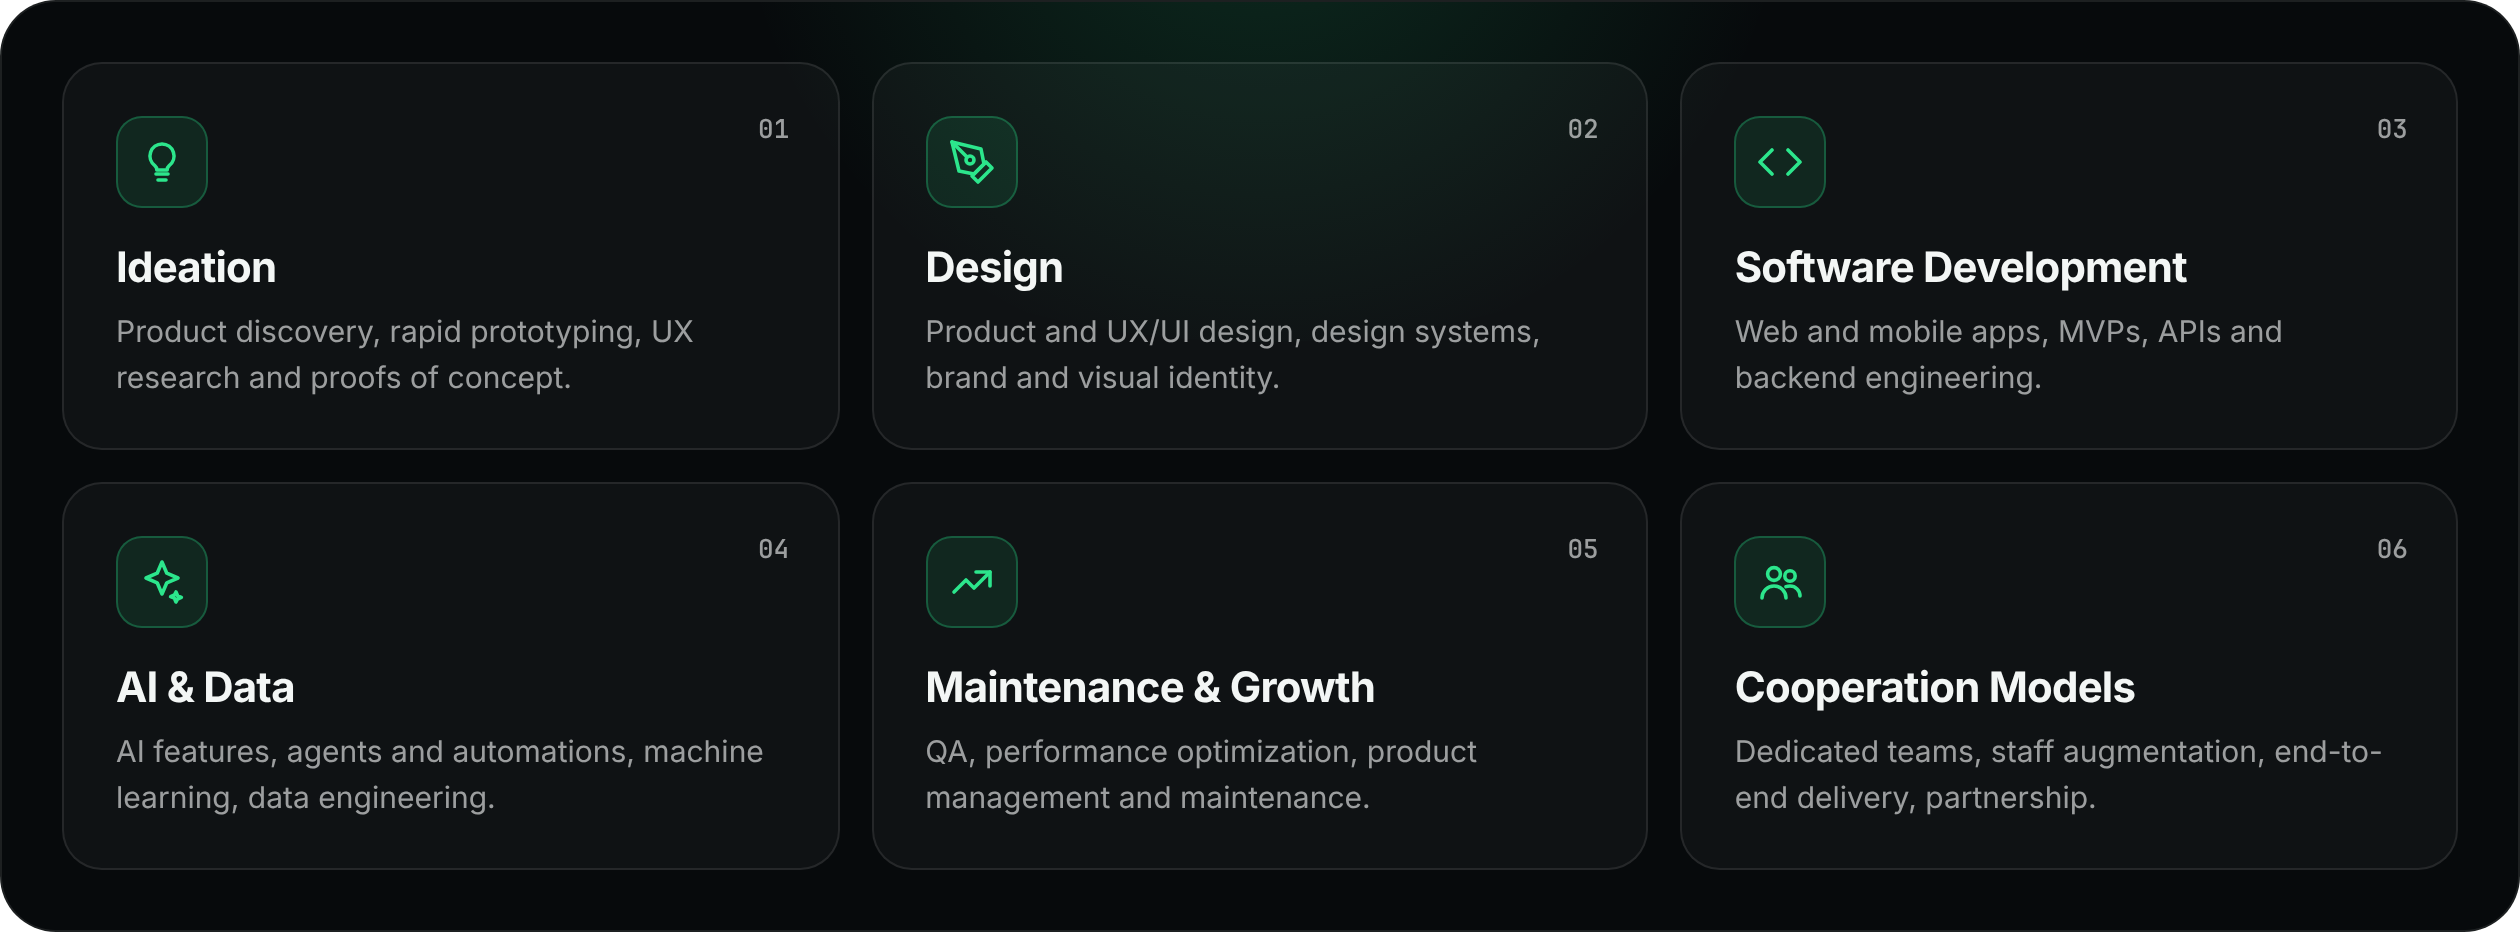 01
Ideation
Product discovery, rapid prototyping, UX
research and proofs of concept.
02
Design
Product and UX/UI design, design systems,
brand and visual identity.
03
Software Development
Web and mobile apps, MVPs, APIs and
backend engineering.
04
AI & Data
AI features, agents and automations, machine
learning, data engineering.
05
Maintenance & Growth
QA, performance optimization, product
management and maintenance.
06
Cooperation Models
Dedicated teams, staff augmentation, end-to-
end delivery, partnership.